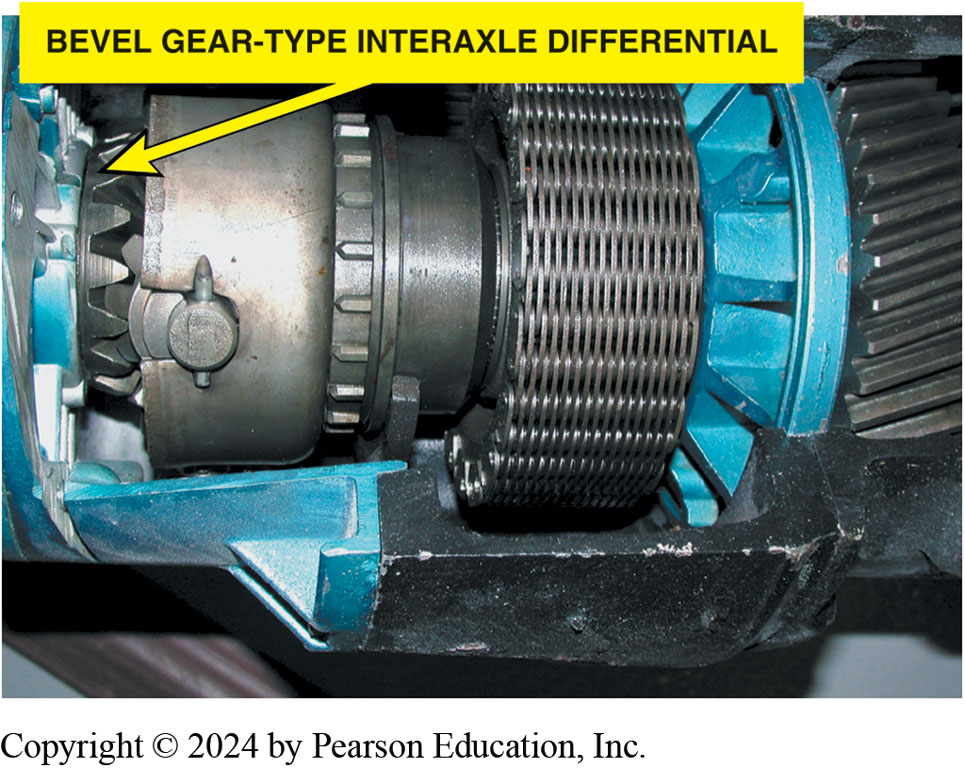 BEVEL GEAR-TYPE INTERAXLE DIFFERENTIAL
Copyright © 2024 by Pearson Education, Inc.